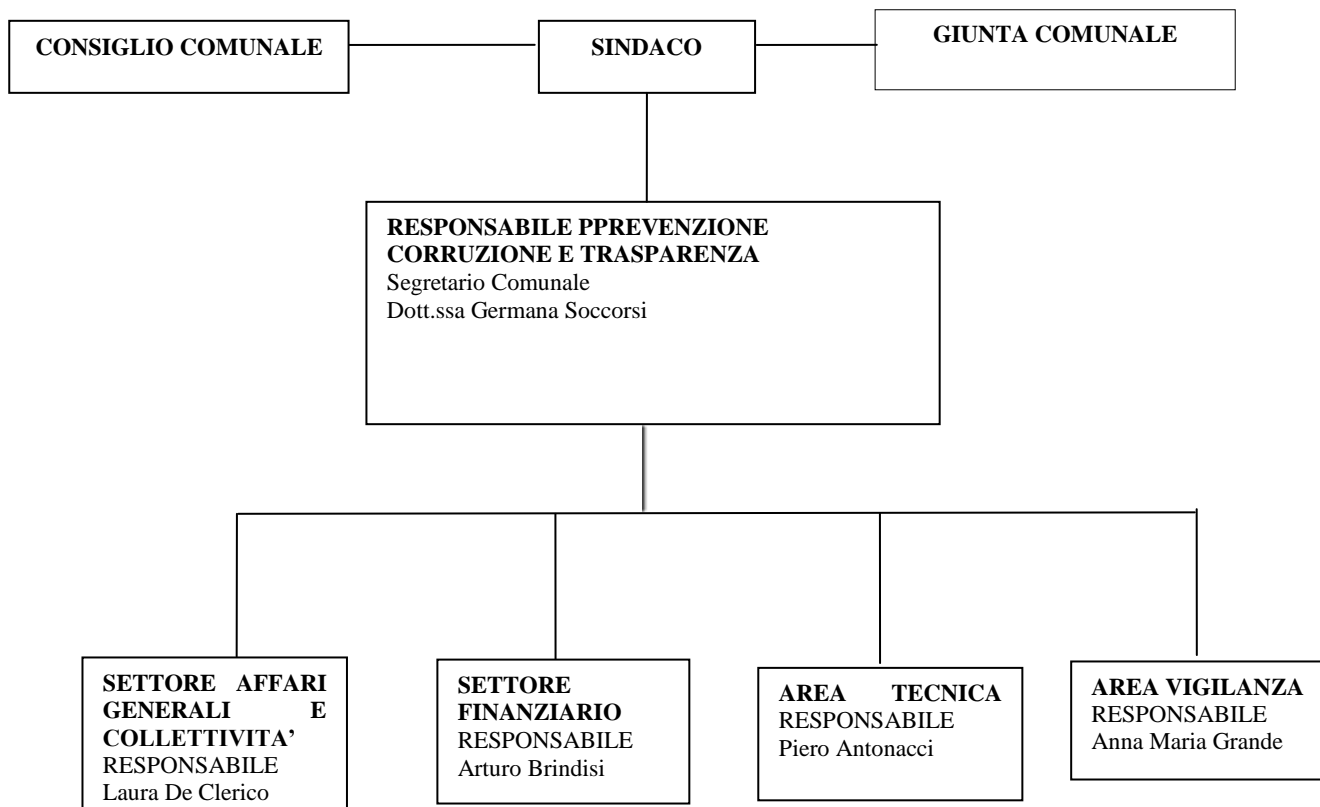 CONSIGLIO COMUNALE
SINDACO
GIUNTA COMUNALE
RESPONSABILE PPREVENZIONE
CORRUZIONE E TRASPARENZA
Segretario Comunale
Dott.ssa Germana Soccorsi
SETTORE AFFARI
GENERALI E
COLLETTIVITA’
RESPONSABILE
Laura De Clerico
SETTORE
FINANZIARIO
RESPONSABILE
Arturo Brindisi
AREA TECNICA
RESPONSABILE
Piero Antonacci
AREA VIGILANZA
RESPONSABILE
Anna Maria Grande